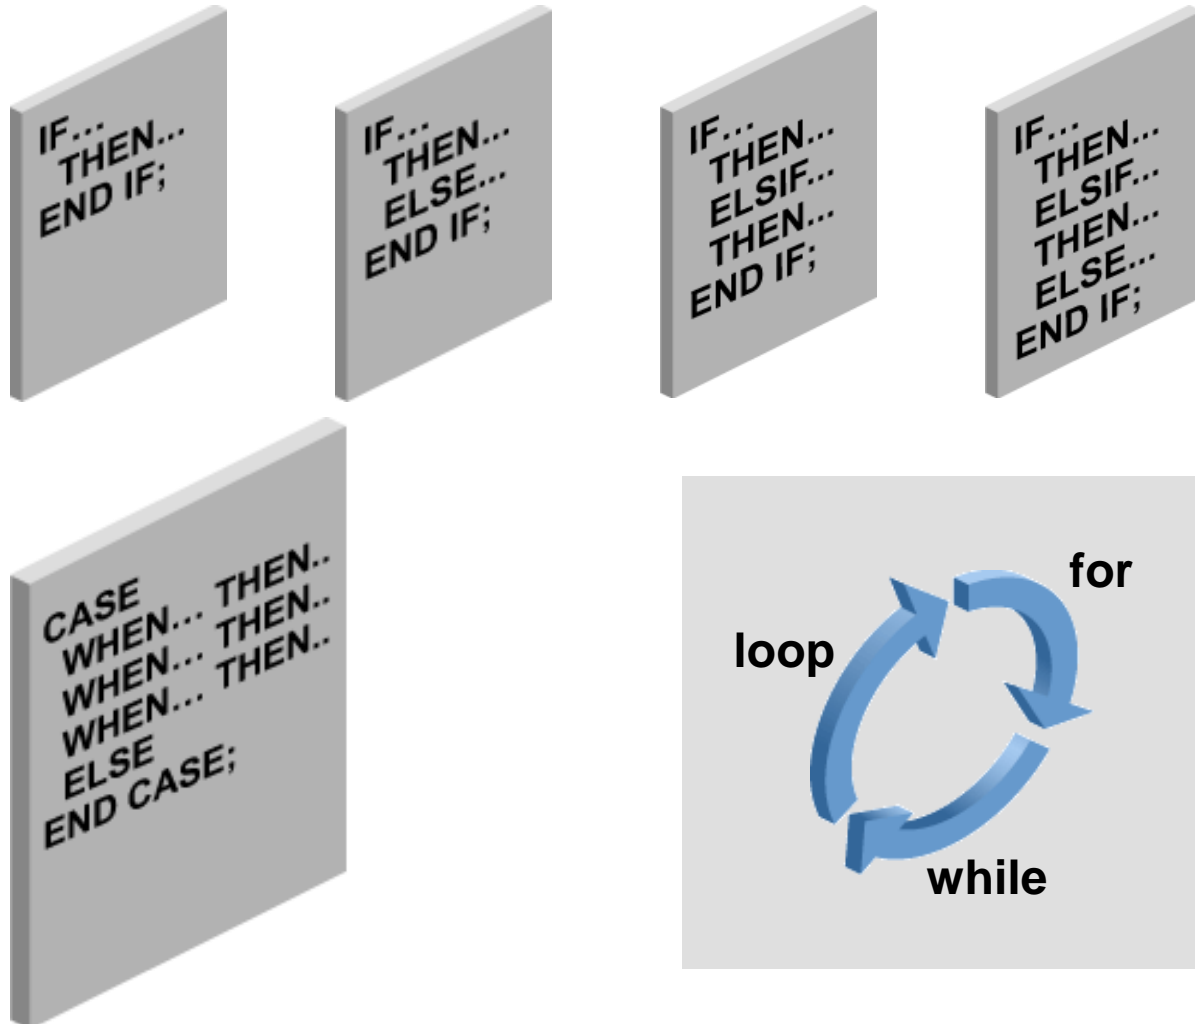 IF...
THEN...
END IF;
IF...
THEN...
ELSE...
END IF;
IF...
THEN...
ELSIF...
THEN...
END IF;
IF...
THEN...
ELSIF...
THEN...
ELSE...
END IF;
CASE
WHEN... THEN..
WHEN... THEN..
WHEN... THEN..
ELSE
END CASE;
for
loop
while